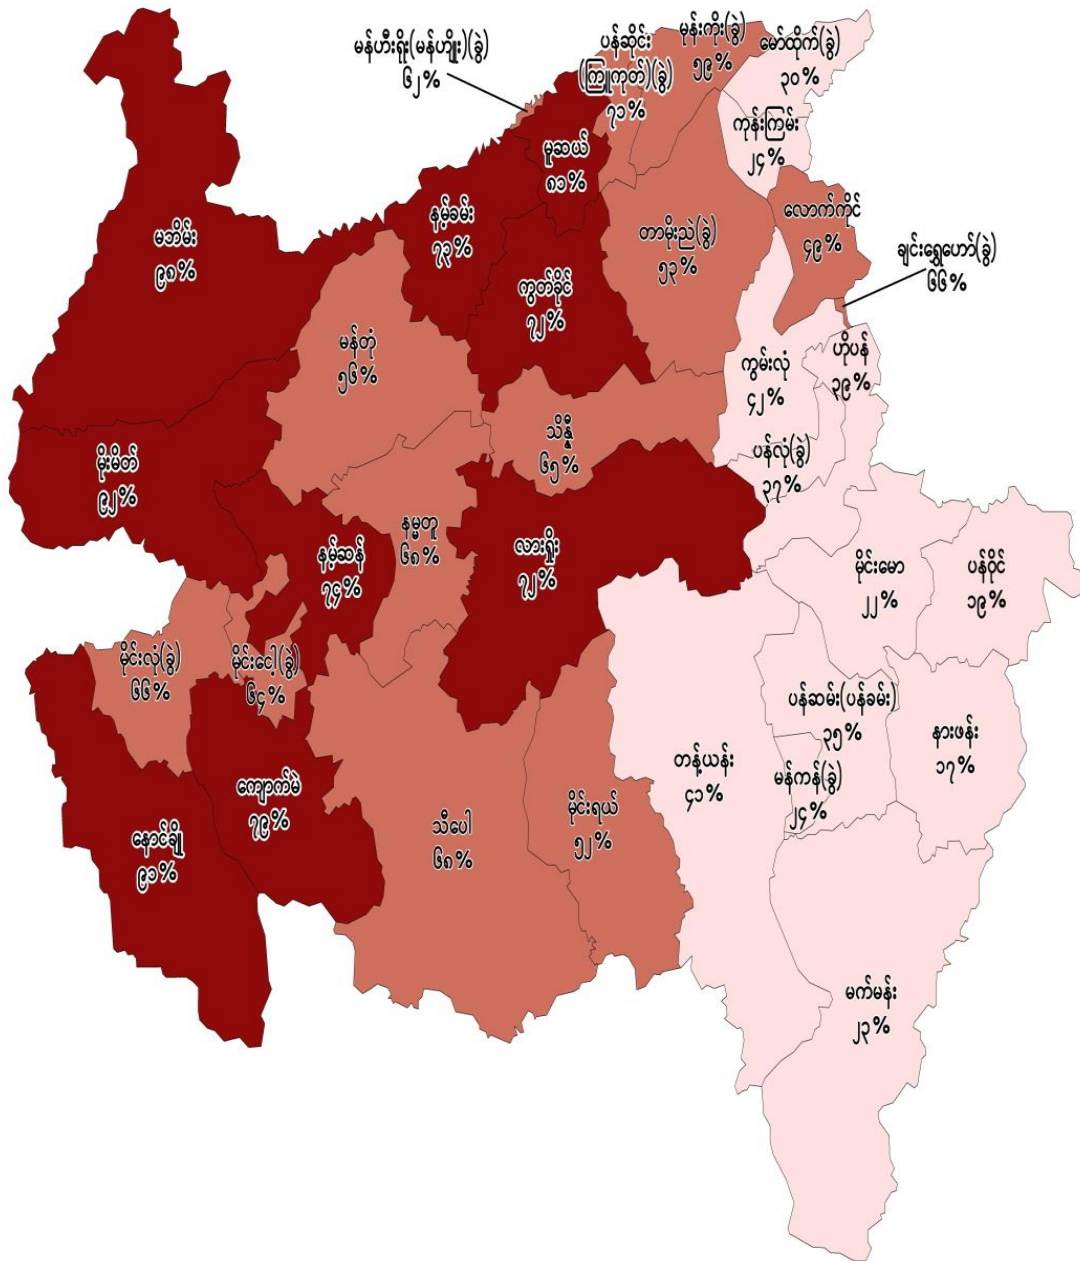 မန်ဟီးရိုး(မန်ဟျိုး)(ခွဲ)
၆၂%
ပန်ဆိုင်း
(ကြူကုတ်)(ခွဲ)
၇၁%
မုန်းကိုး(ခွဲ)
၅၉%
မော်ထိုက်(ခွဲ)
၃၀%
ကုန်းကြမ်း
၂၄%
မူဆယ်
၈၁%
နမ့်ခမ်း
၇၃%
မဘိမ်း
၉၈%
တာမိုးညဲ(ခွဲ)
၅၃%
လောက်ကိုင်
၄၉%
ချင်းရွှေဟော်(ခွဲ)
၆၆%
ကွတ်ခိုင်
၇၂%
မန်တုံ
၅၆%
ကွမ်းလုံ
၄၂%
ဟိုပန်
၃၉%
သိန္နီ
၆၅%
ပန်လုံ(ခွဲ)
၃၇%
မိုးမိတ်
၉၂%
နမ္မတူ
၆၈%
လားရှိုး
၇၂%
နမ့်ဆန်
၇၄%
မိုင်းမော
၂၂%
ပန်ဝိုင်
၁၉%
မိုင်းလုံ(ခွဲ)
၆၆%
မိုင်းငေါ့(ခွဲ)
၆၄%
ပန်ဆမ်း(ပန်ခမ်း)
၃၅%
နားဖန်း
၁၇%
တန့်ယန်း
၄၁%
မန်ကန်(ခွဲ)
၂၄%
ကျောက်မဲ
၇၉%
မိုင်းရယ်
၅၂%
သီပေါ
၆၈%
နောင်ချို
၉၁%
မက်မန်း
၂၃%